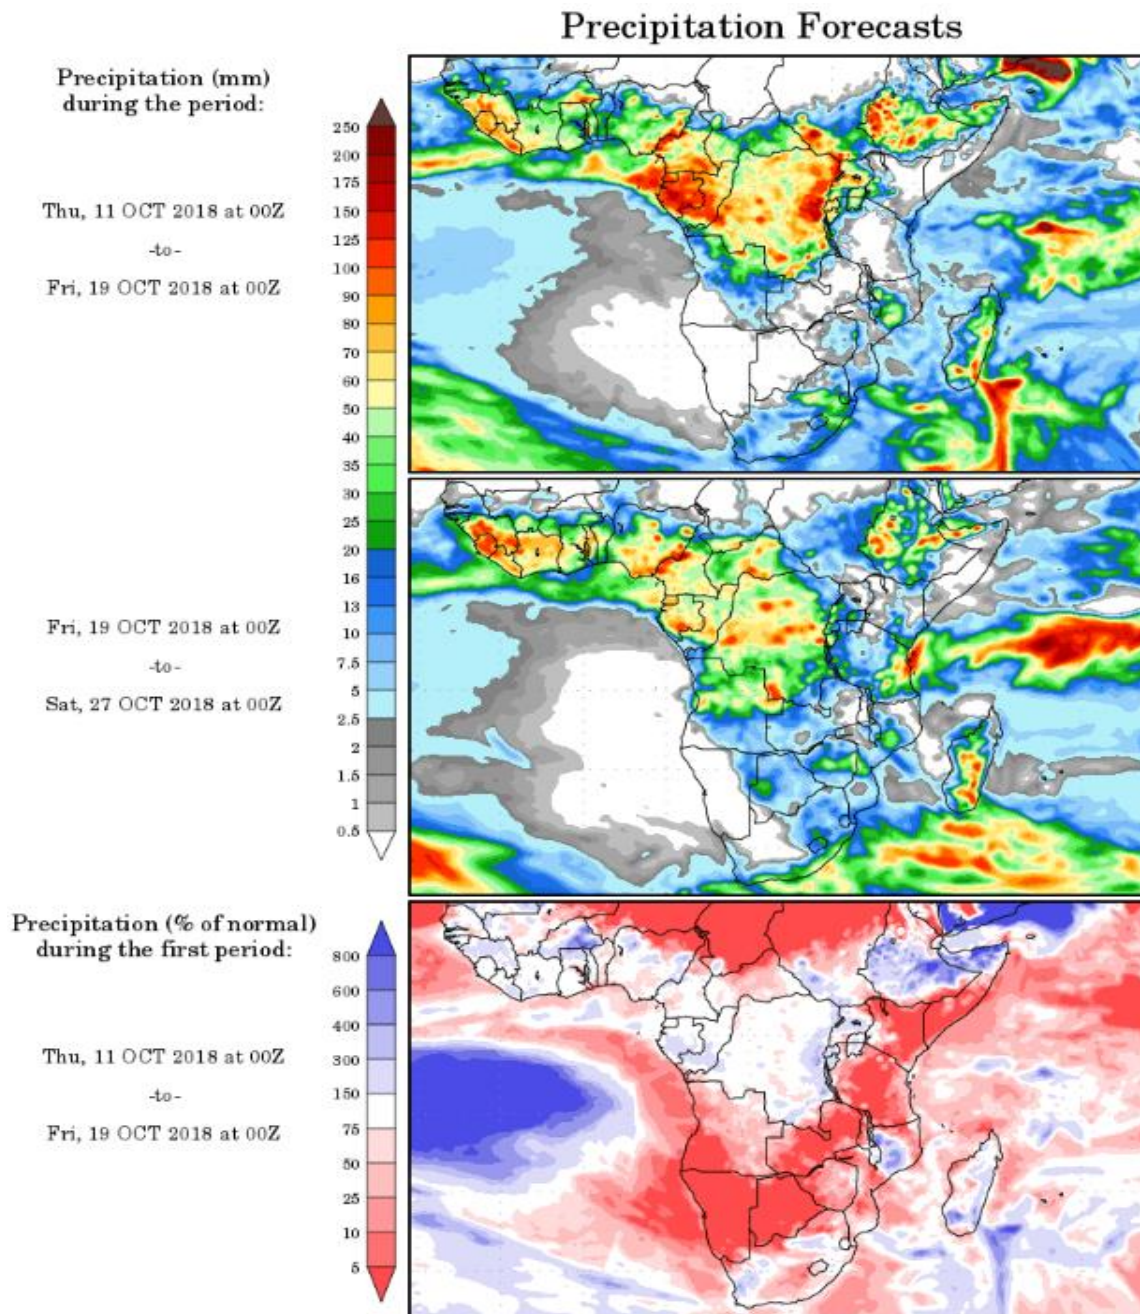 Precipitation Forecasts
Precipitation (mm)
during the period:
Thu, 11 OCT 2018 at 00Z
-to-
Fri, 19 OCT 2018 at 00Z
250
200
175
150
125
100
90
80
70
60
50
40
35
30
25
20
16
13
10
7.5
5
2.5
2
1.5
1
0.5
Fri, 19 OCT 2018 at 00Z
-to-
Sat, 27 OCT 2018 at 00Z
Precipitation (% of normal)
during the first period:
Thu, 11 OCT 2018 at 00Z
-to-
Fri, 19 OCT 2018 at 00Z
800
600
400
300
150
75
50
25
10
5